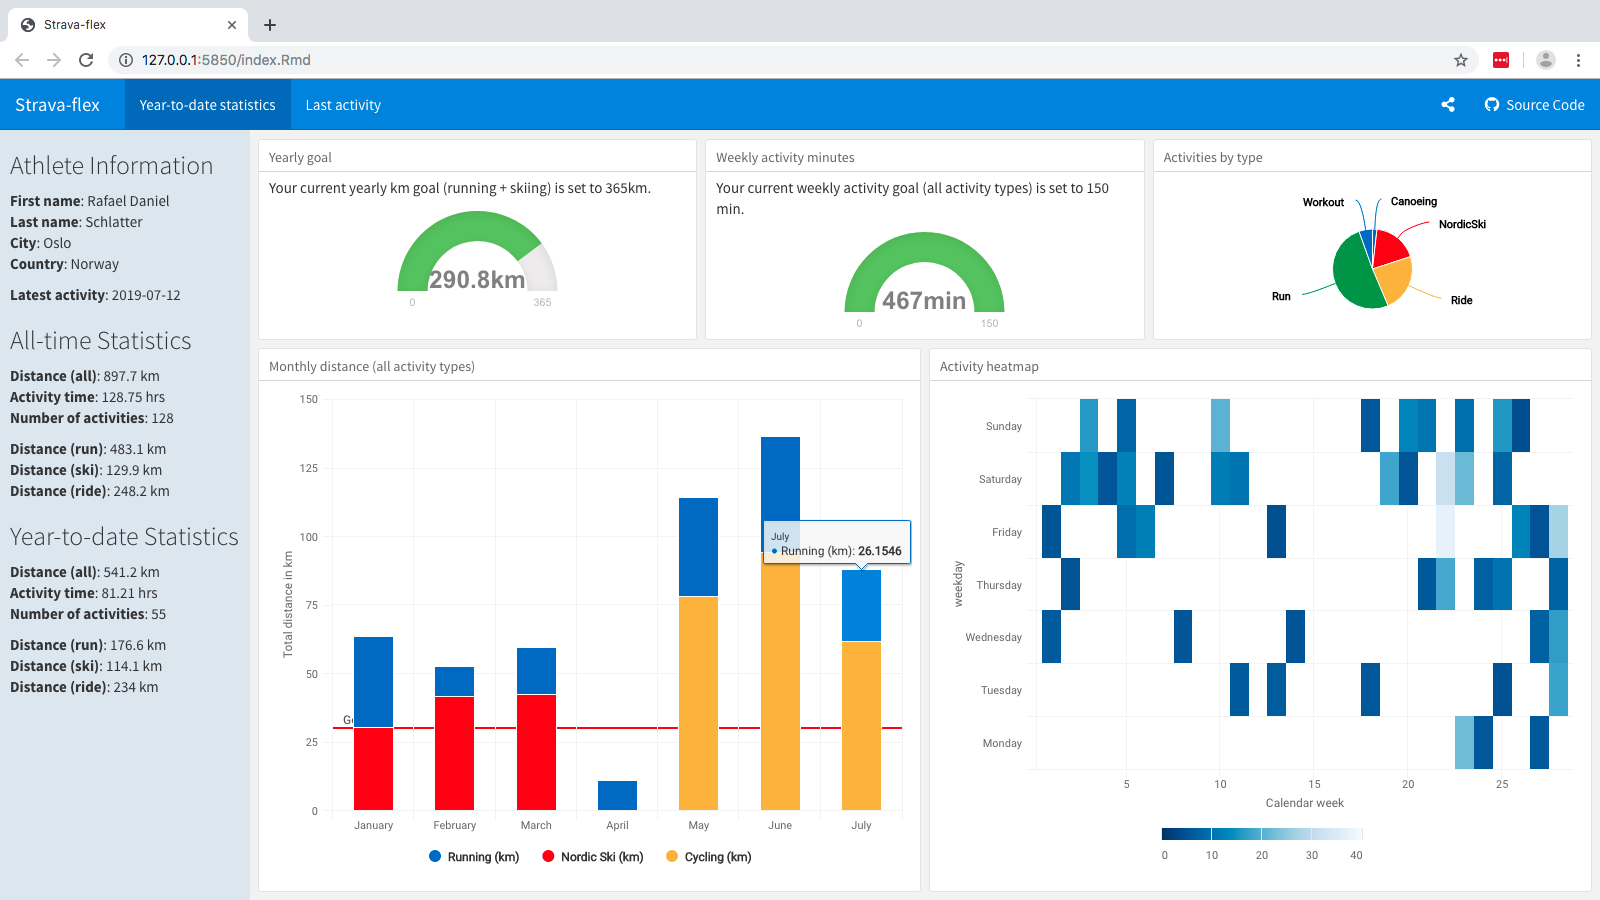 Strava-flex
127.0.0.1:5850/index.Rmd
Strava-flex
Year-to-date statistics
Last activity
Source Code
Athlete Information
First name: Rafael Daniel
Last name: Schlatter
City: Oslo
Country: Norway
Latest activity: 2019-07-12
All-time Statistics
Distance (all): 897.7 km
Activity time: 128.75 hrs
Number of activities: 128
Distance (run): 483.1 km
Distance (ski): 129.9 km
Distance (ride): 248.2 km
Year-to-date Statistics
Distance (all): 541.2 km
Activity time: 81.21 hrs
Number of activities: 55
Distance (run): 176.6 km
Distance (ski): 114.1 km
Distance (ride): 234 km
Yearly goal
Your current yearly km goal (running + skiing) is set to 365km.
290.8km
0 365
Weekly activity minutes
Your current weekly activity goal (all activity types) is set to 150
min.
467min
0 150
Activities by type
Workout
Canoeing
NordicSki
Run
Ride
Monthly distance (all activity types)
Total distance in km
150
125
100
75
50
25
0
July
Running (km): 26.1546
January February March April May June July
Running (km) Nordic Ski (km) Cycling (km)
Activity heatmap
weekday
Sunday
Saturday
Friday
Thursday
Wednesday
Tuesday
Monday
5 10 15 20 25
Calendar week
0 10 20 30 40